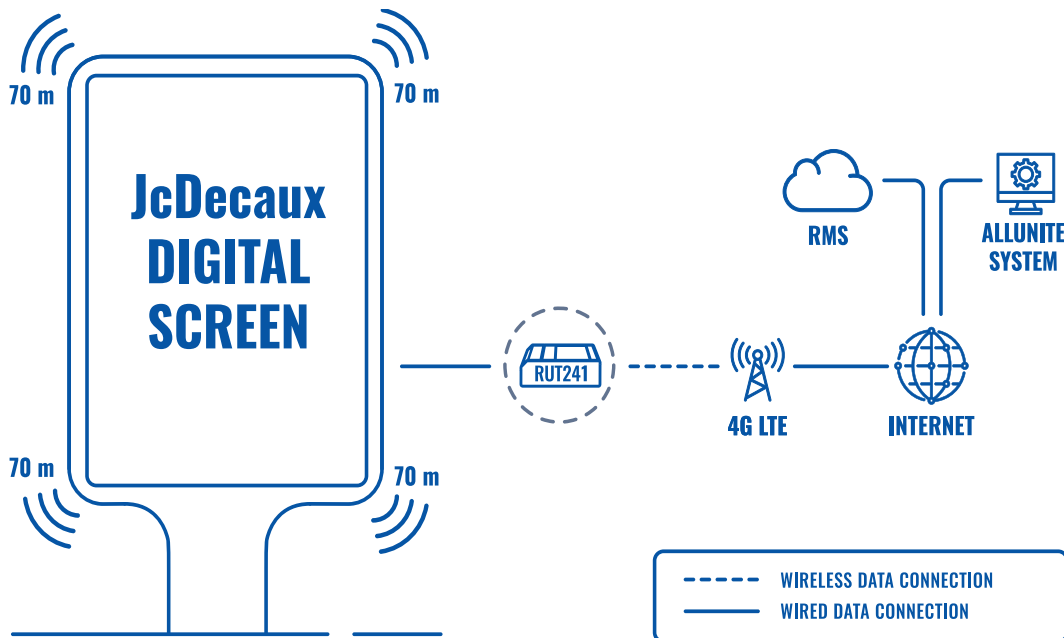 70 m
70 m
JcDecaux
DIGITAL
SCREEN
70 m
70 m
RUT241
4G LTE
INTERNET
RMS
ALLUNITE
SYSTEM
WIRELESS DATA CONNECTION
WIRED DATA CONNECTION